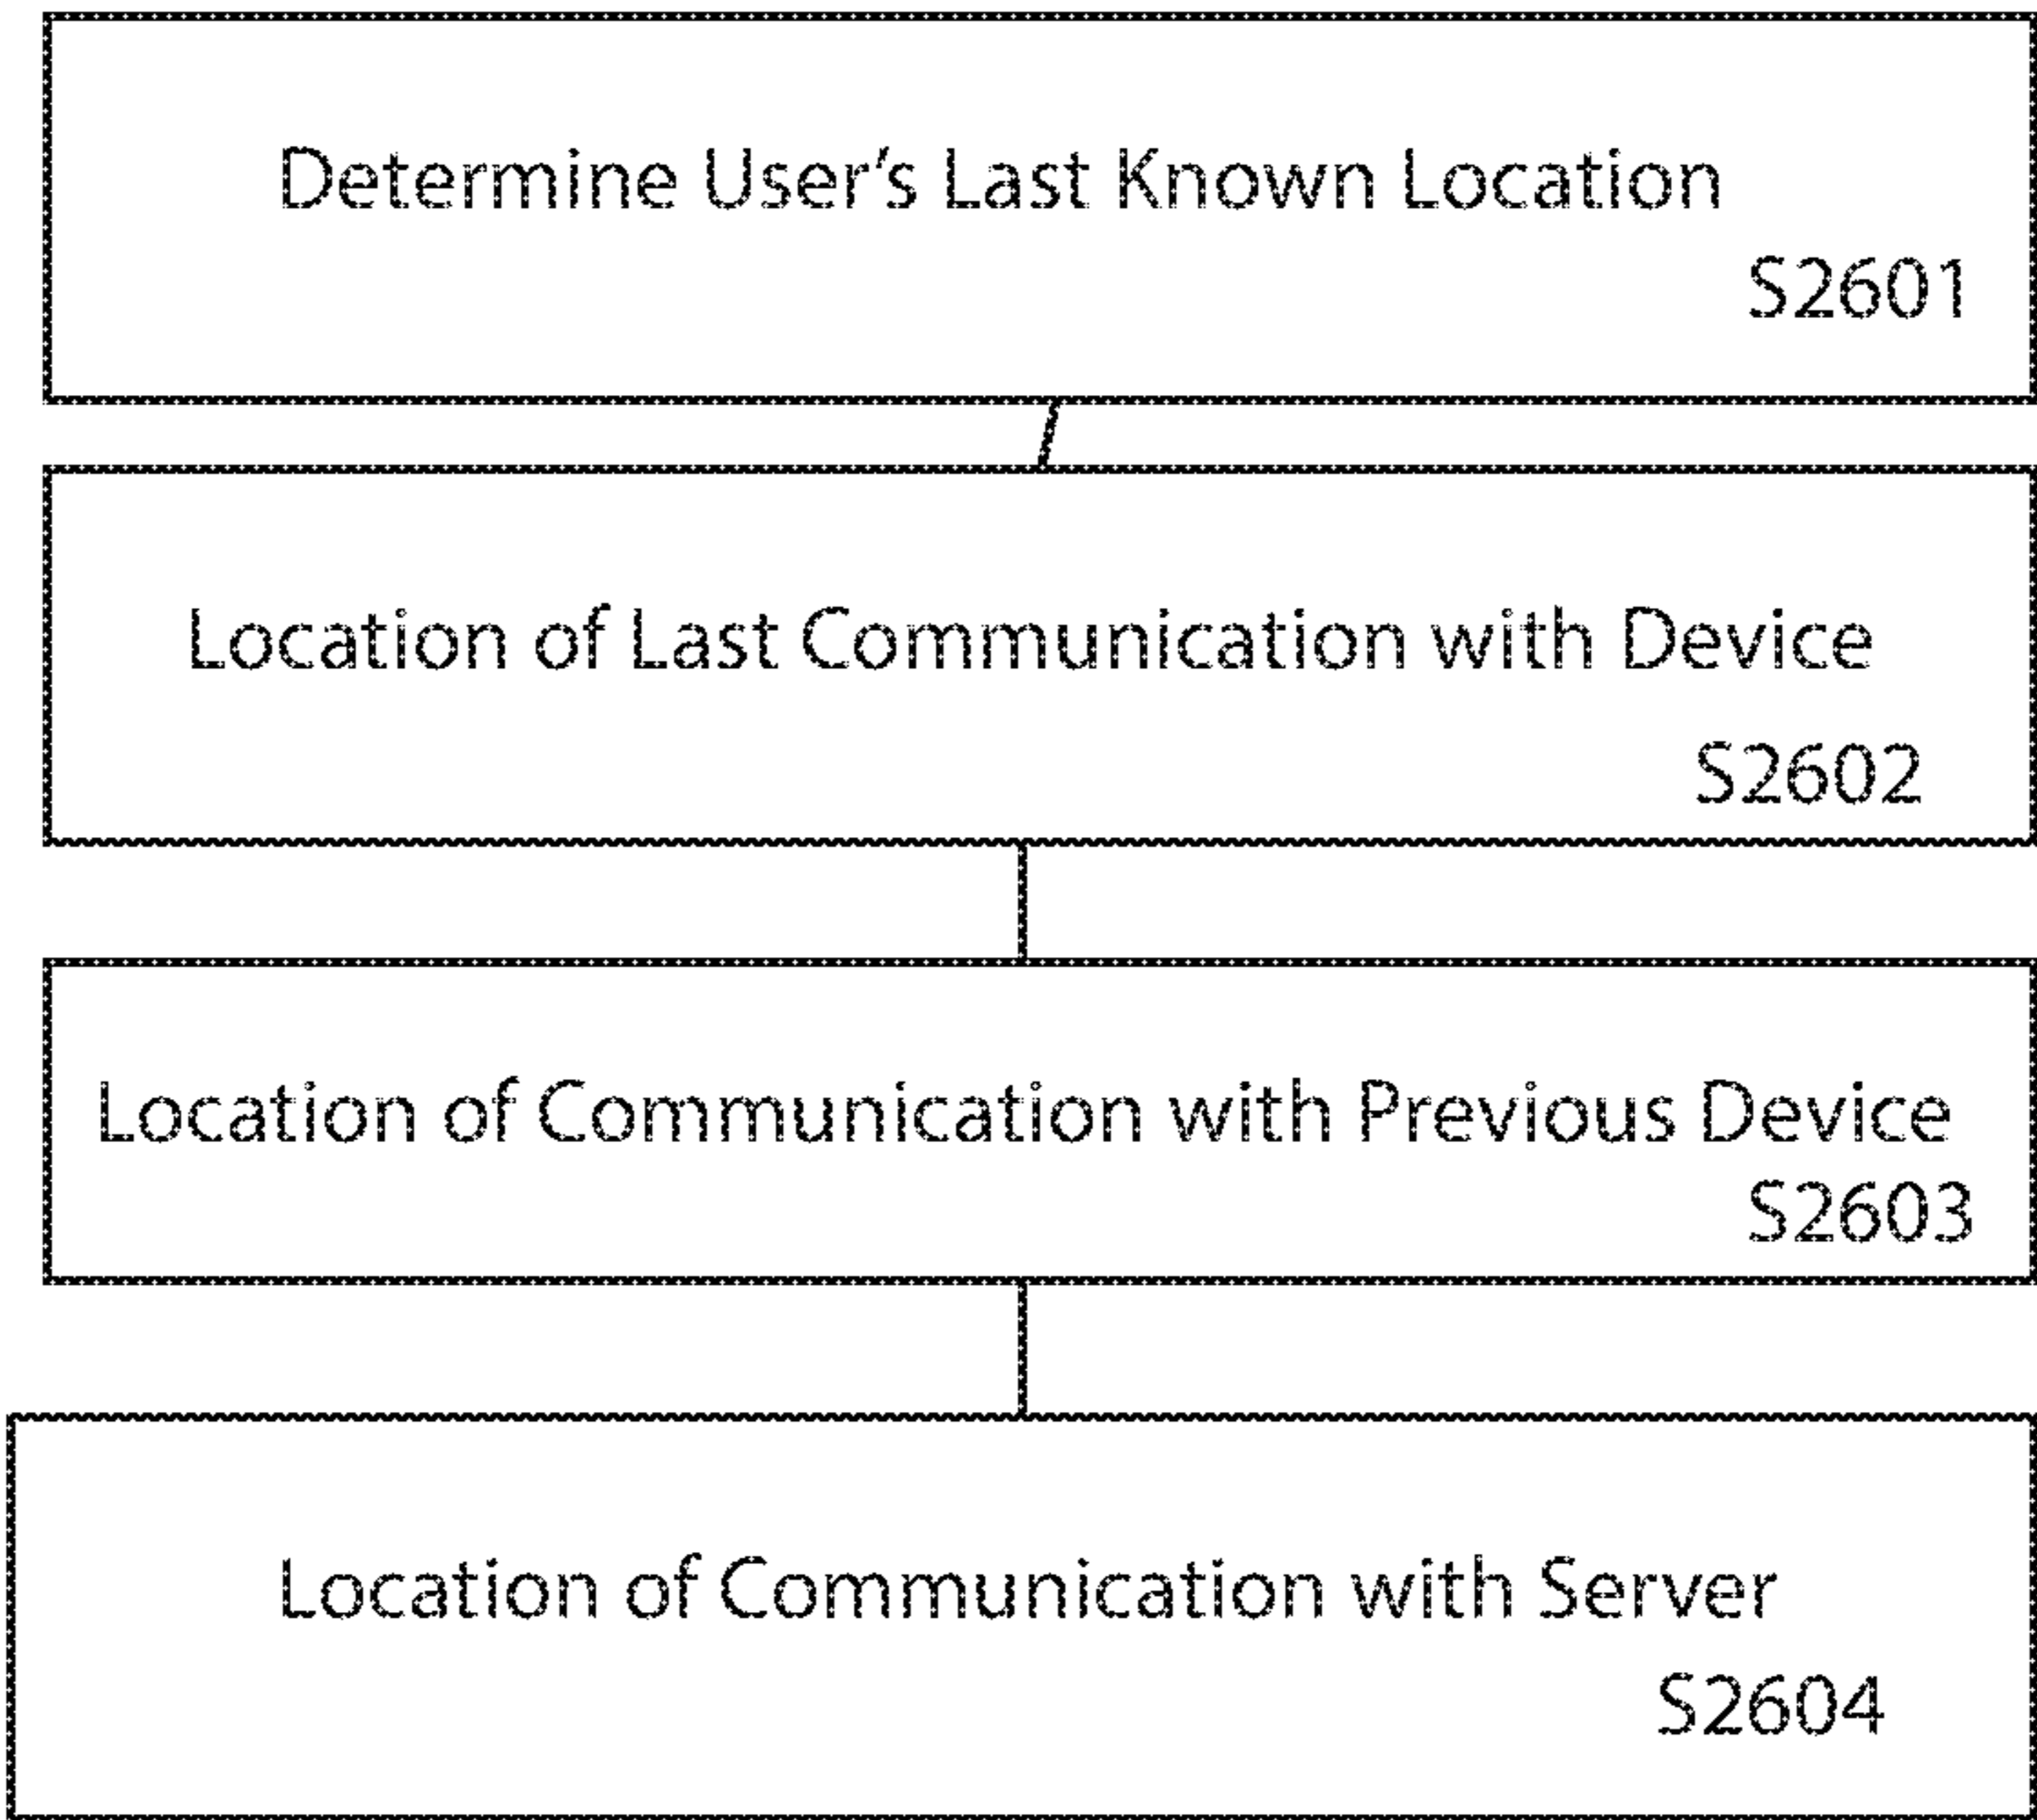 Determine User’s Last Known Location
S2601
Location of Last Communication with Device
S2602
Location of Communication with Previous Device
S2603
Location of Communication with Server
S2604